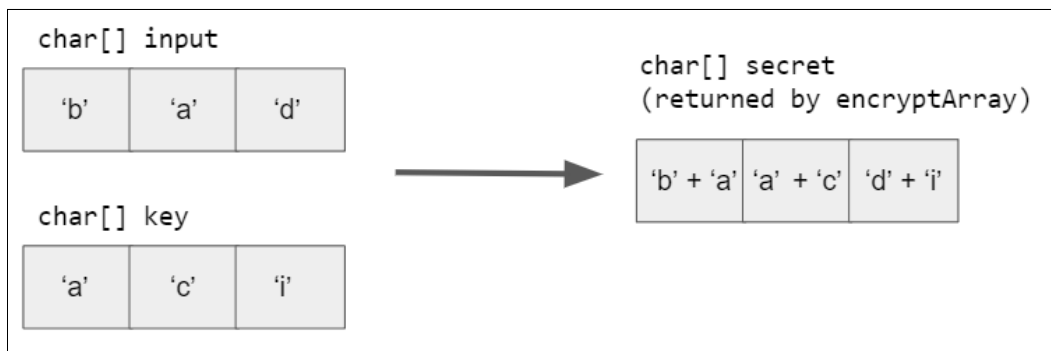 char[] input
‘b’ ‘a’ ‘d’
char[] key
‘a’ ‘c’ ‘i’
char[] secret
(returned by encryptArray)
‘b’ + ‘a’ ‘a’ + ‘c’ ‘d’ + ‘i’